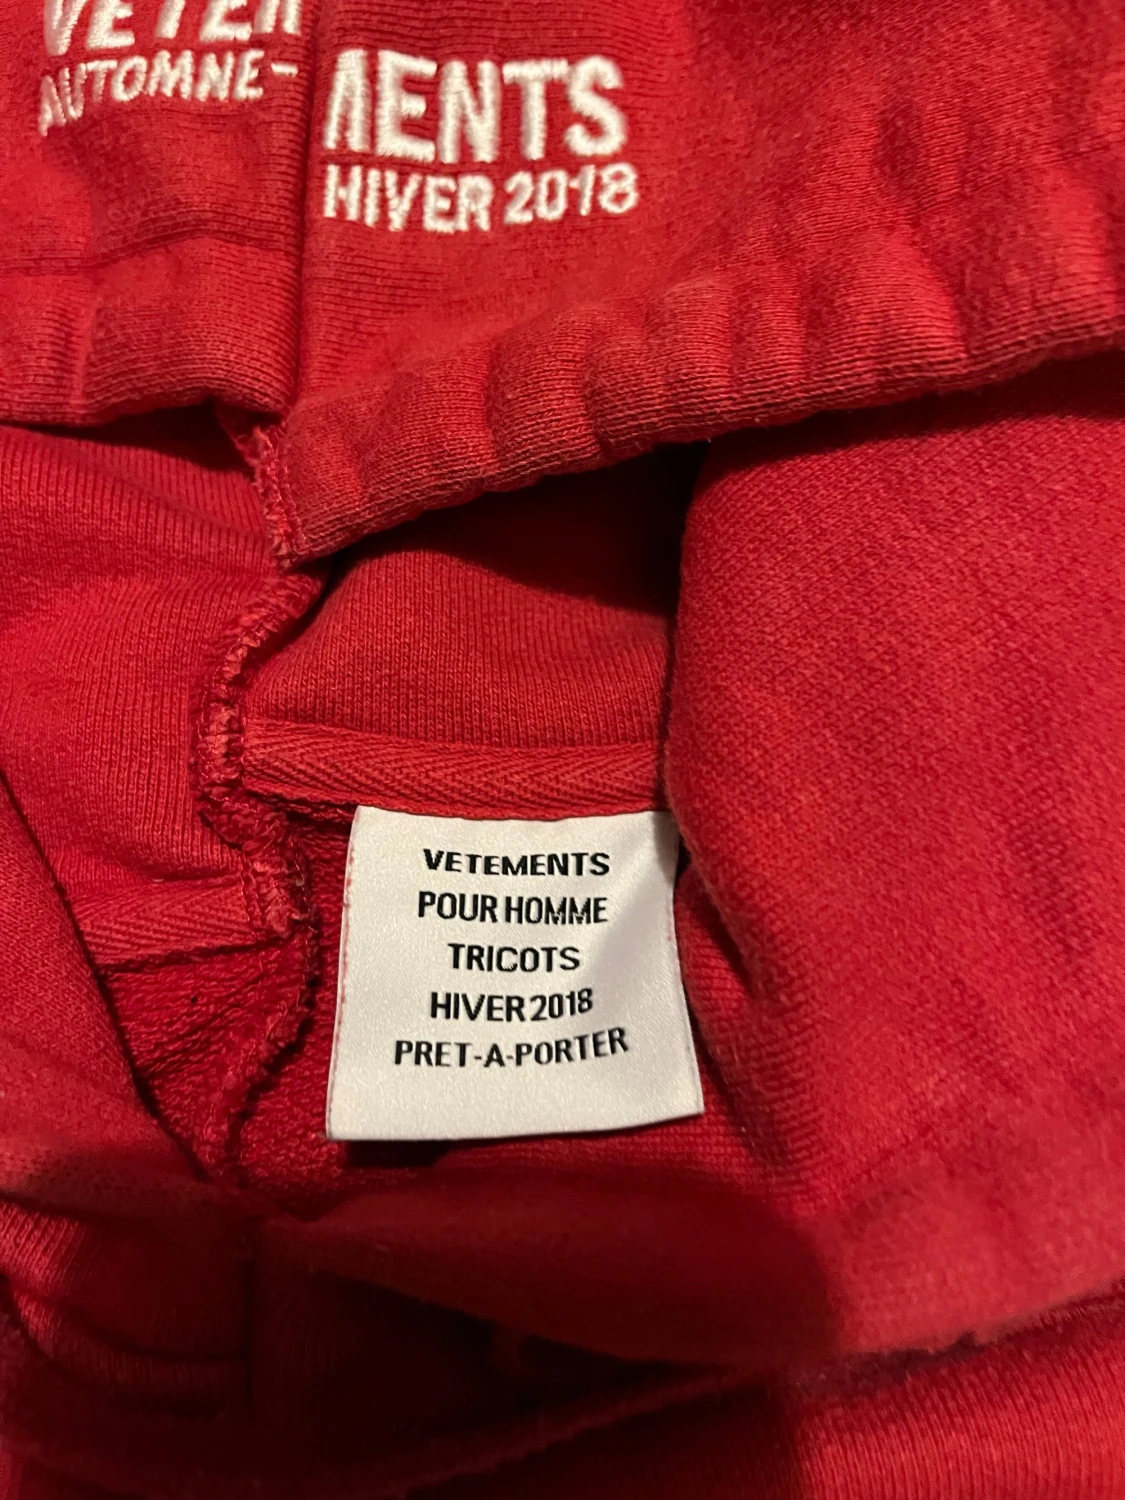 VETEM
AUTOMNE-
MENTS
HIVER 2018
VETEMENTS
POUR HOMME
TRICOTS
HIVER 2018
PRET-A-PORTER